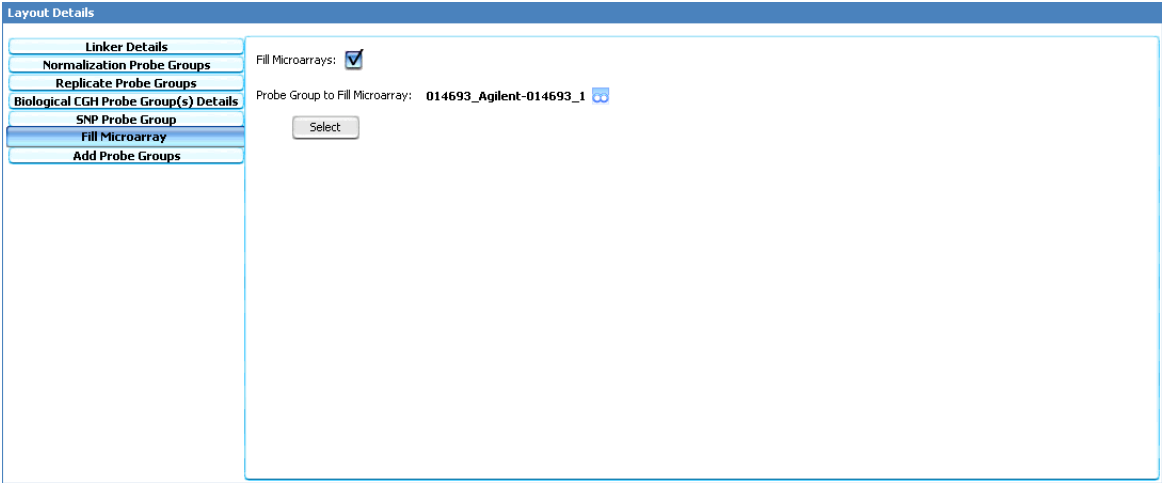 Layout Details
Linker Details
Normalization Probe Groups
Replicate Probe Groups
Biological CGH Probe Group(s) Details
SNP Probe Group
Fill Microarray
Add Probe Groups
Fill Microarrays:
Probe Group to Fill Microarray: 014693_Agilent-014693_1
Select